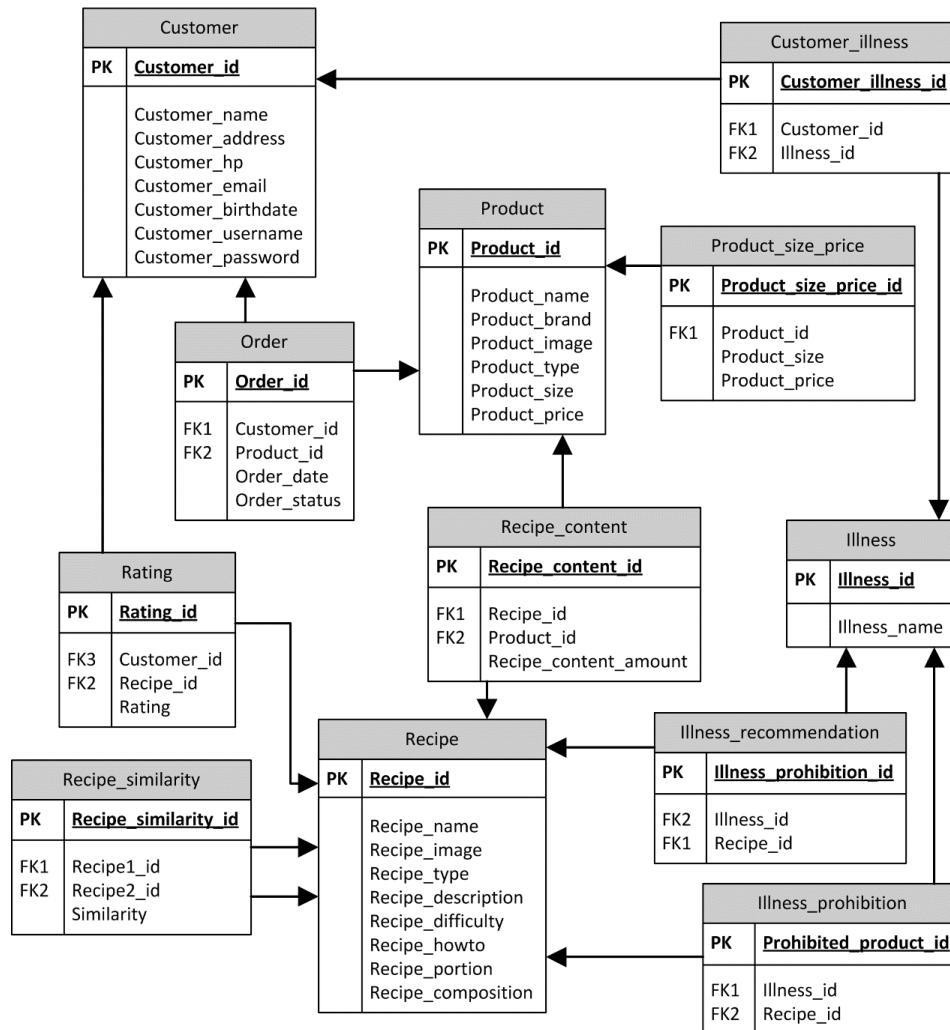 Customer
PK Customer_id
Customer_name
Customer_address
Customer_hp
Customer_email
Customer_birthdate
Customer_username
Customer_password
Customer_illness
PK Customer_illness_id
FK1 Customer_id
FK2 Illness_id
Product
PK Product_id
Product_name
Product_brand
Product_image
Product_type
Product_size
Product_price
Product_size_price
PK Product_size_price_id
FK1 Product_id
Product_size
Product_price
Order
PK Order_id
FK1 Customer_id
FK2 Product_id
Order_date
Order_status
Recipe_content
PK Recipe_content_id
FK1 Recipe_id
FK2 Product_id
Recipe_content_amount
Illness
PK Illness_id
Illness_name
Rating
PK Rating_id
FK3 Customer_id
FK2 Recipe_id
Rating
Recipe
PK Recipe_id
Recipe_name
Recipe_image
Recipe_type
Recipe_description
Recipe_difficulty
Recipe_howto
Recipe_portion
Recipe_composition
Illness_recommendation
PK Illness_prohibition_id
FK2 Illness_id
FK1 Recipe_id
Recipe_similarity
PK Recipe_similarity_id
FK1 Recipe1_id
FK2 Recipe2_id
Similarity
Illness_prohibition
PK Prohibited_product_id
FK1 Illness_id
FK2 Recipe_id